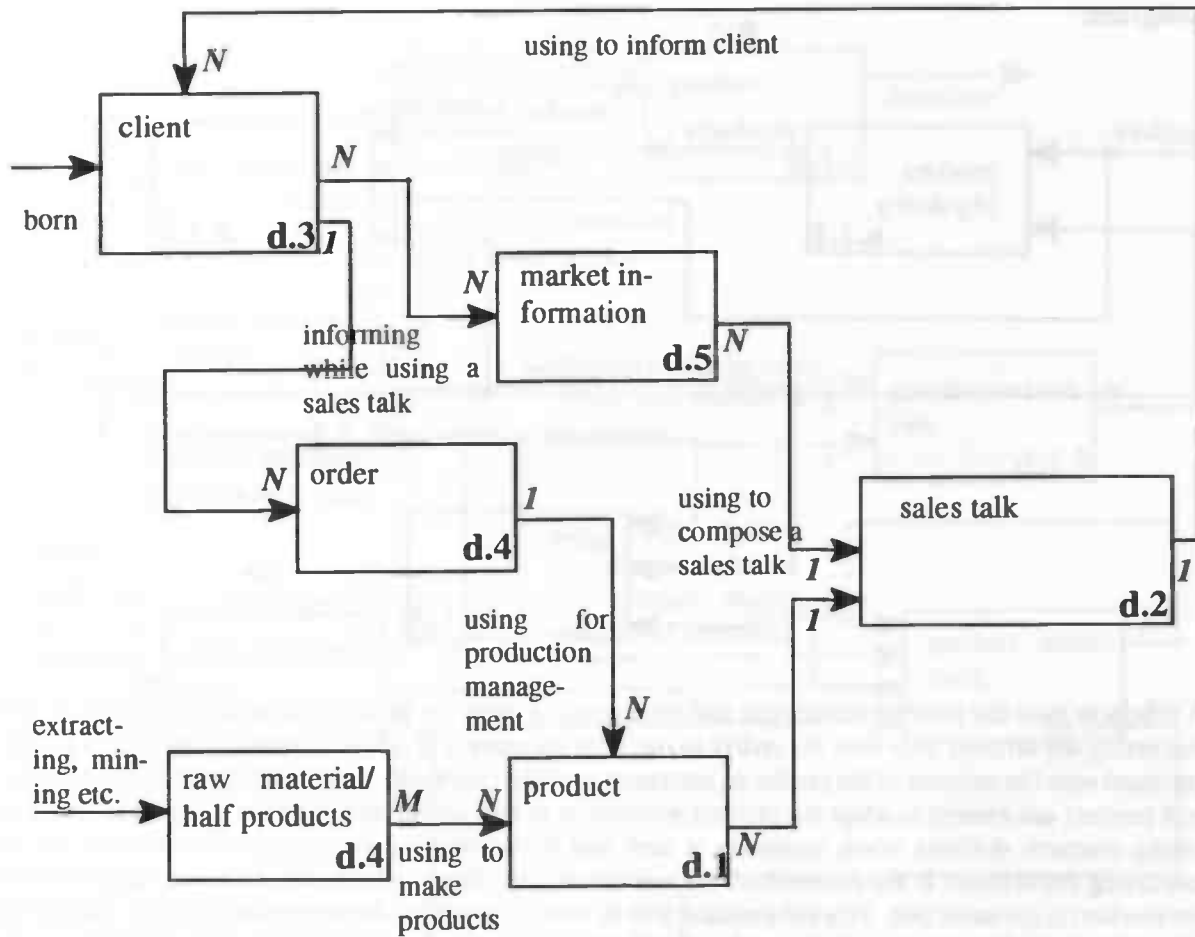 using to inform client
N
client
N
born
d.3
1
N
market in-
formation
d.5
N
informing
while using a
sales talk
N
order
1
d.4
using to
compose a
sales talk
1
sales talk
1
1
d.2
using for
production
manage-
ment
N
extract-
ing, min-
ing etc.
raw material/
half products
d.4
M
N
using to
make
products
product
d.1
N